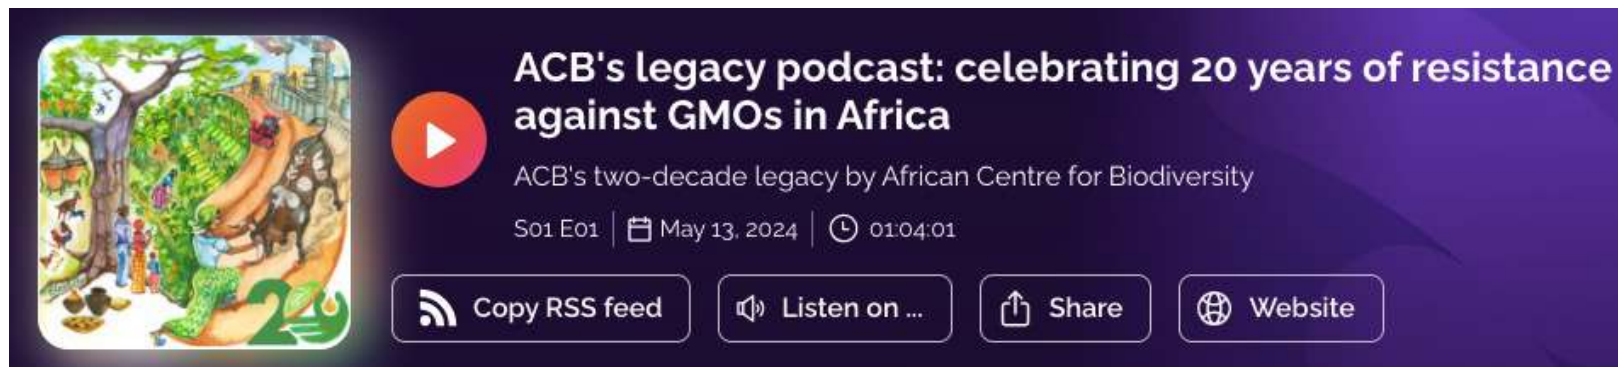 ACB's legacy podcast: celebrating 20 years of resistance
against GMOs in Africa
ACB's two-decade legacy by African Centre for Biodiversity
S01 E01
May 13, 2024
01:04:01
Copy RSS feed
Listen on ...
Share
Website
20